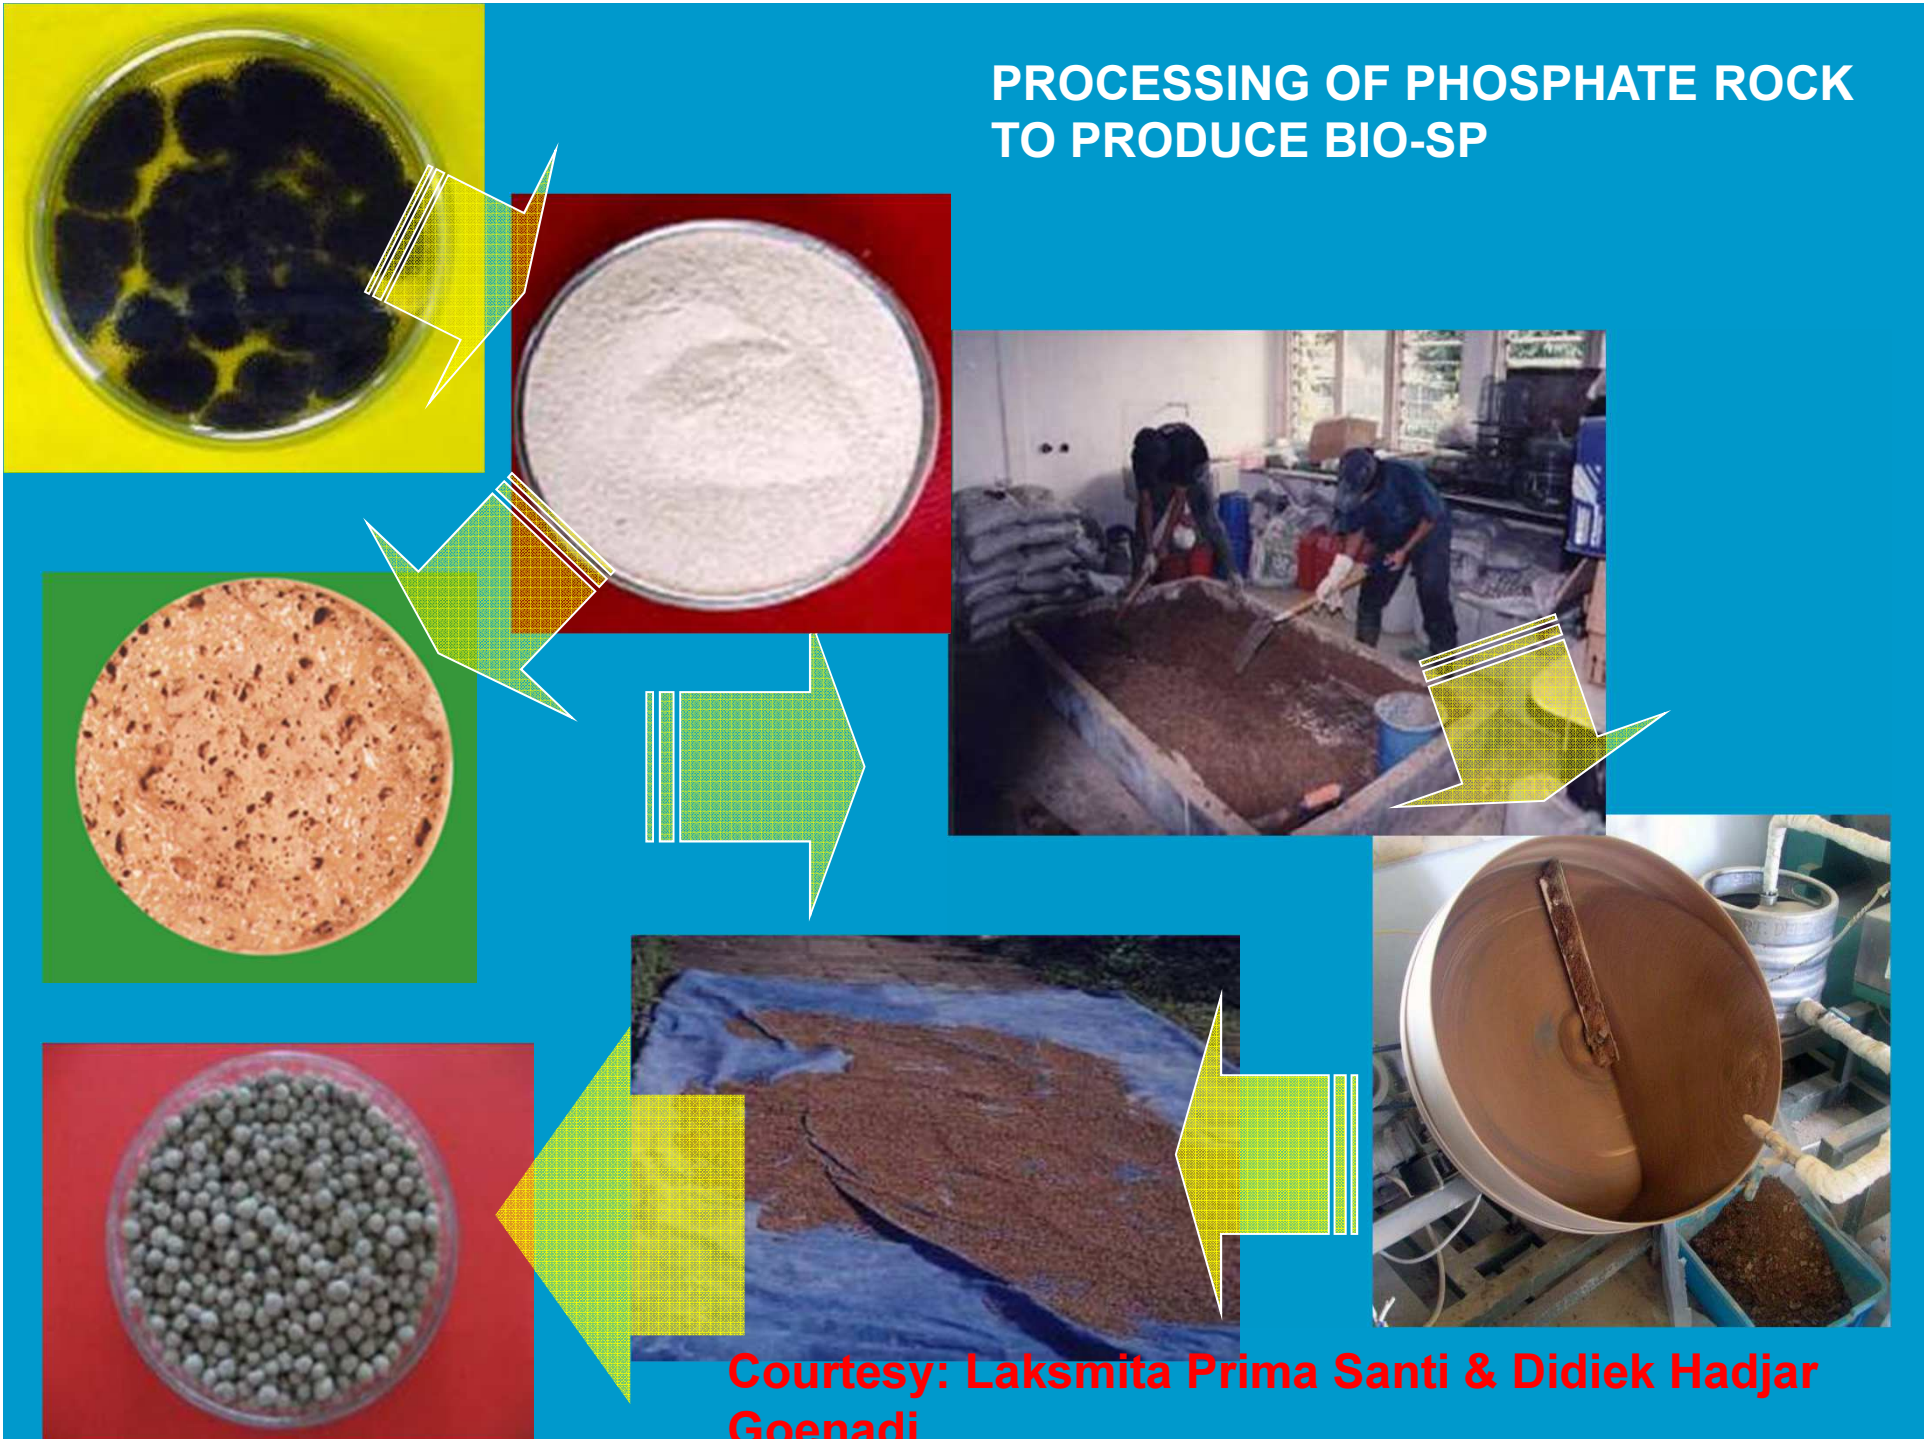 PROCESSING OF PHOSPHATE ROCK
TO PRODUCE BIO-SP
Courtesy: Laksmita Prima Santi & Didiek Hadjar
Goenadi